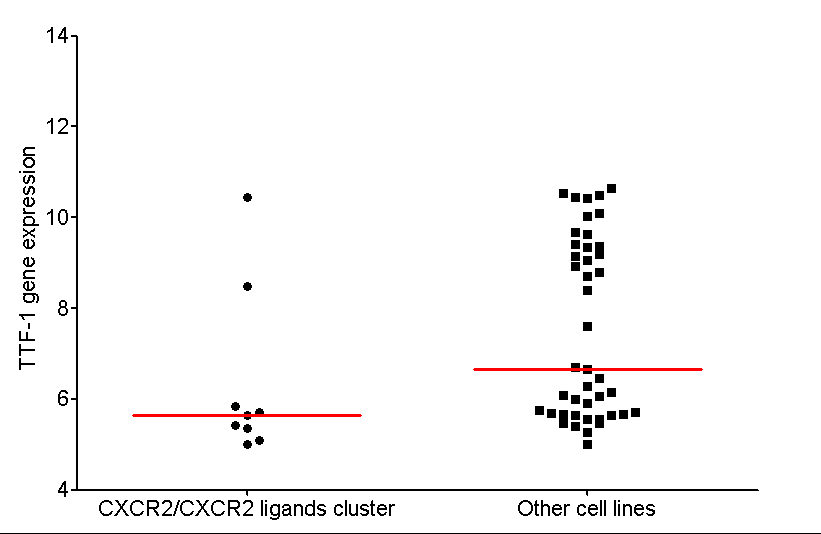 14
12
10
8
6
4
TTF-1 gene expression
CXCR2/CXCR2 ligands cluster
Other cell lines